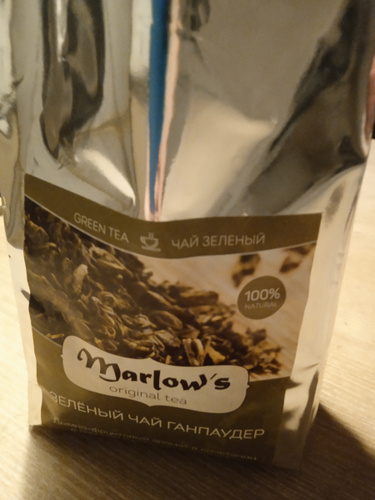 GREEN TEA ЧАЙ ЗЕЛЕНЫЙ
100%
NATURAL
Marlow's
original tea
ЗЕЛЕНЫЙ ЧАЙ ГАНПАУДЕР